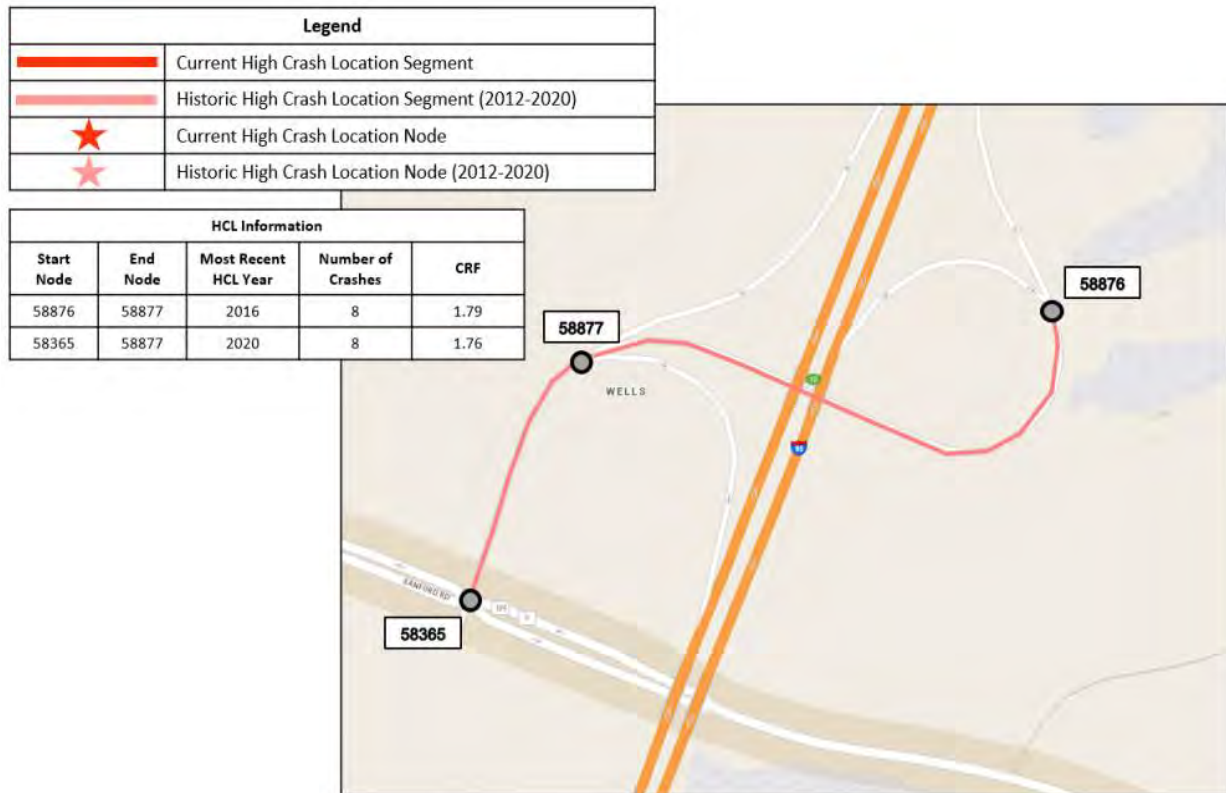 Legend
Current High Crash Location Segment
Historic High Crash Location Segment (2012-2020)
Current High Crash Location Node
Historic High Crash Location Node (2012-2020)
HCL Information
Start Node End Node Most Recent HCL Year Number of Crashes CRF
58876 58877 2016 8 1.79
58365 58877 2020 8 1.76
58876
58877
WELLS
95
SANFORD RD
109
9
58365